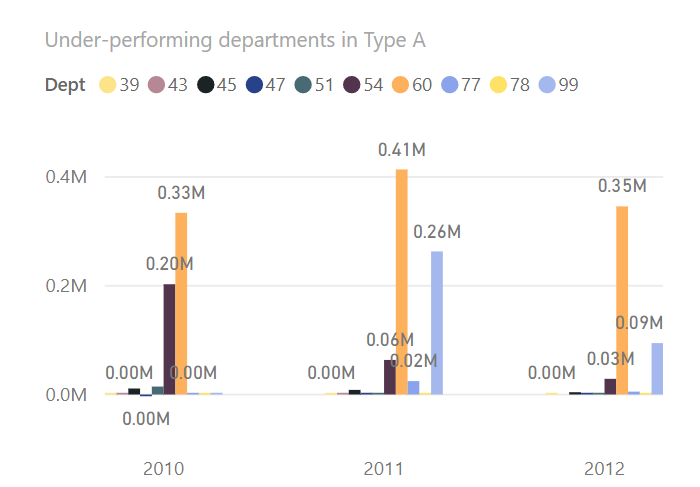 Under-performing departments in Type A
Dept 39 43 45 47 51 54 60 77 78 99
0.41M
0.4M
0.33M
0.35M
0.26M
0.20M
0.2M
0.09M
0.06M
0.02M
0.03M
0.00M 0.00M 0.00M 0.00M
0.0M
0.00M
2010 2011 2012